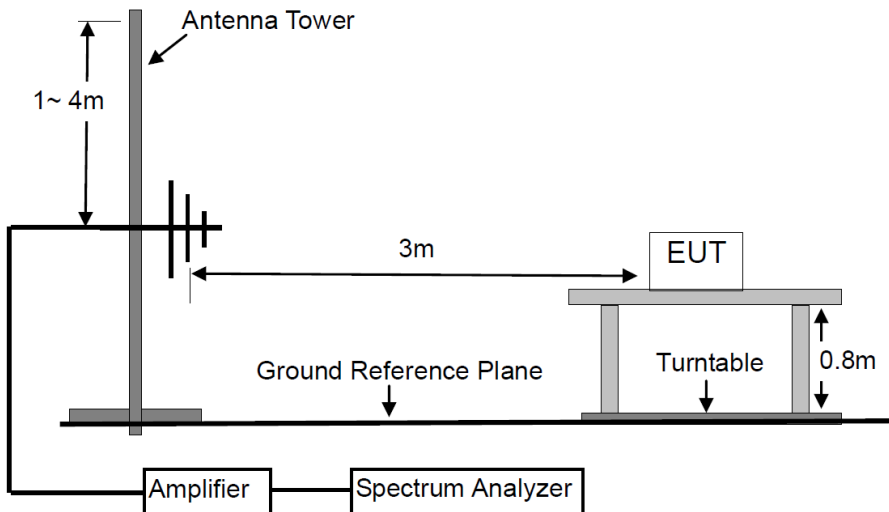 Antenna Tower
1~ 4m
3m
EUT
Ground Reference Plane
Turntable
0.8m
Amplifier
Spectrum Analyzer